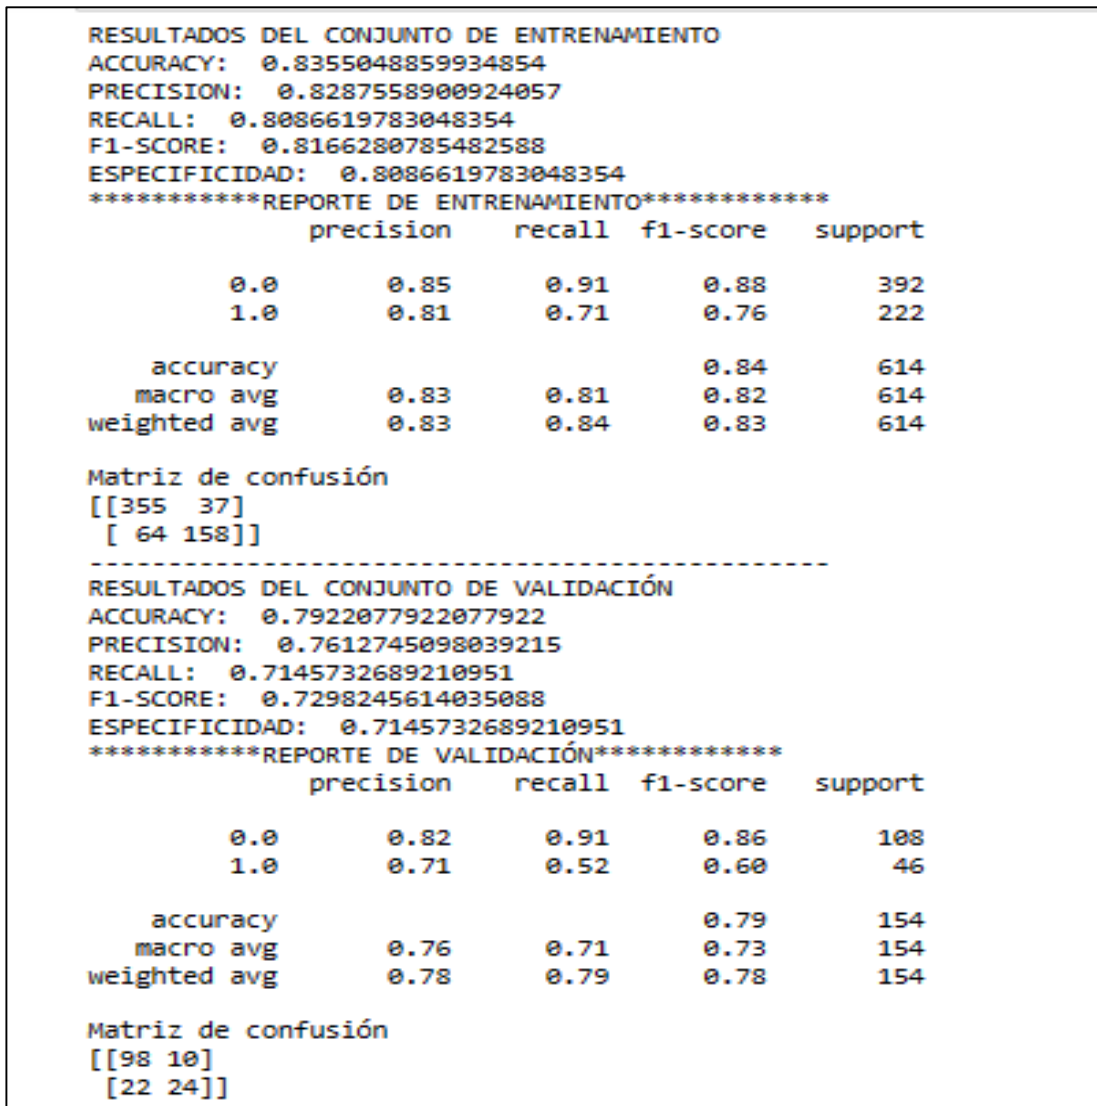 RESULTADOS DEL CONJUNTO DE ENTRENAMIENTO
ACCURACY:  0.8355048859934854
PRECISION:  0.8287558900924057
RECALL:  0.8086619783048354
F1-SCORE:  0.8166280785482588
ESPECIFICIDAD:  0.8086619783048354
***********REPORTE DE ENTRENAMIENTO************
              precision    recall  f1-score   support
         0.0       0.85      0.91      0.88       392
         1.0       0.81      0.71      0.76       222
    accuracy                           0.84       614
   macro avg       0.83      0.81      0.82       614
weighted avg       0.83      0.84      0.83       614
Matriz de confusión
[[355  37]
 [ 64 158]]
-----------------------------------------------
RESULTADOS DEL CONJUNTO DE VALIDACIÓN
ACCURACY:  0.7922077922077922
PRECISION:  0.7612745098039215
RECALL:  0.7145732689210951
F1-SCORE:  0.7298245614035088
ESPECIFICIDAD:  0.7145732689210951
***********REPORTE DE VALIDACIÓN************
              precision    recall  f1-score   support
         0.0       0.82      0.91      0.86       108
         1.0       0.71      0.52      0.60        46
    accuracy                           0.79       154
   macro avg       0.76      0.71      0.73       154
weighted avg       0.78      0.79      0.78       154
Matriz de confusión
[[98 10]
 [22 24]]